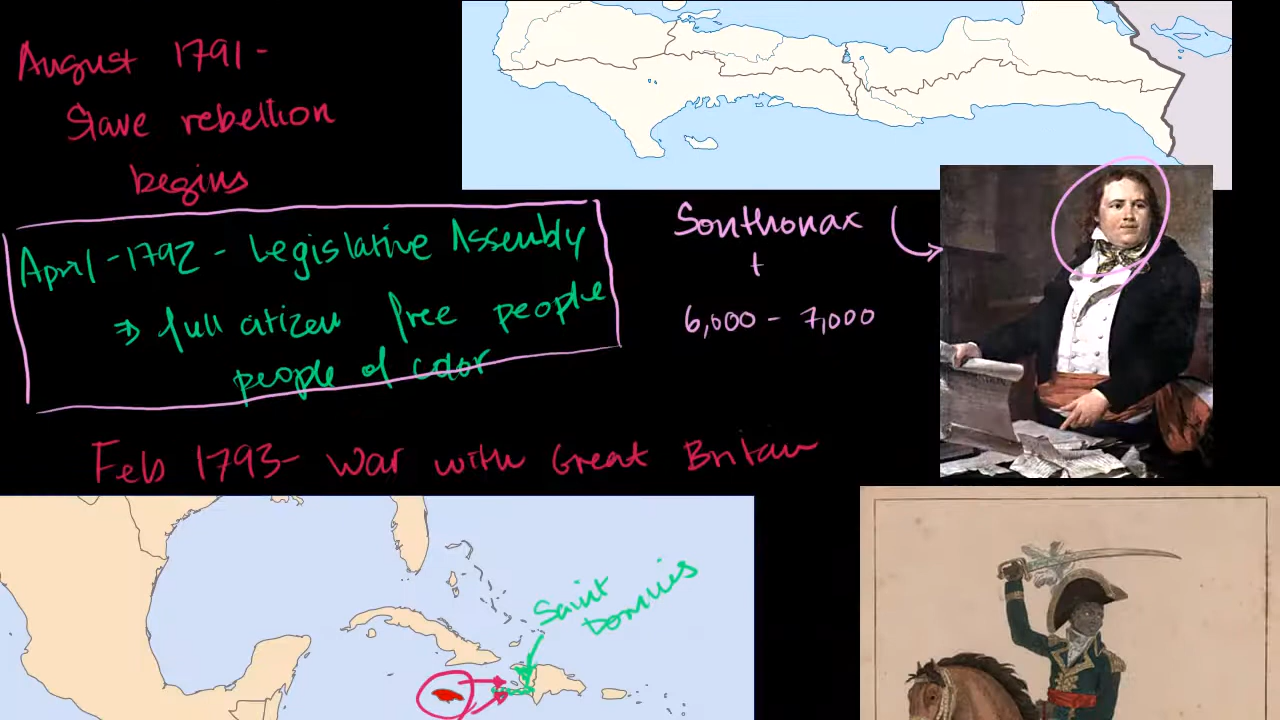 August 1791-
Slave rebellion
begins
April-1792- Legislative Assembly
⇒ full citizen free people
people of color
Sonthonax
+
6,000 - 7,000
Feb 1793- War with Great Britain
Saint